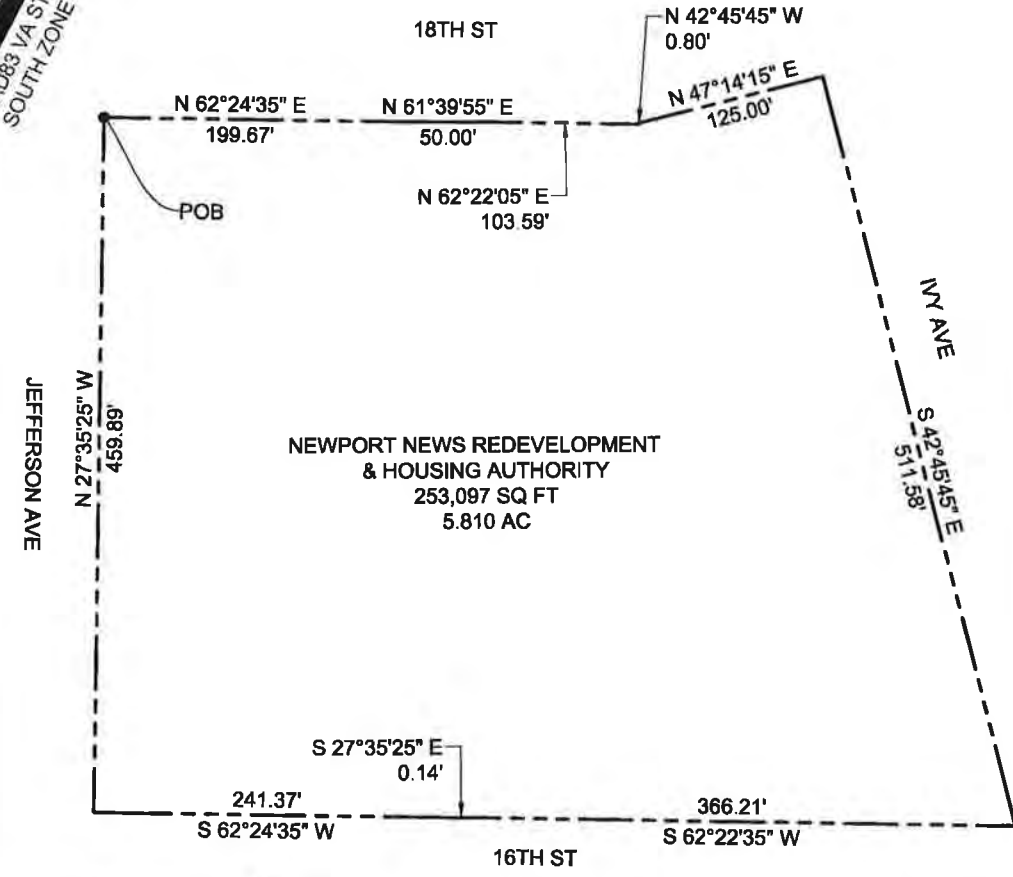 VA
SOUTH ZONE
18TH ST
N 42°45'45" W
0.80'
N 62°24'35" E
199.67'
N 61°39'55" E
50.00'
N 47°14'15" E
125.00'
N 62°22'05" E
103.59'
POB
IVY AVE
JEFFERSON AVE
N 27°35'25" W
459.89'
S 42°45'45" E
511.58'
NEWPORT NEWS REDEVELOPMENT
& HOUSING AUTHORITY
253,097 SQ FT
5.810 AC
S 27°35'25" E
0.14'
241.37'
S 62°24'35" W
366.21'
S 62°22'35" W
16TH ST